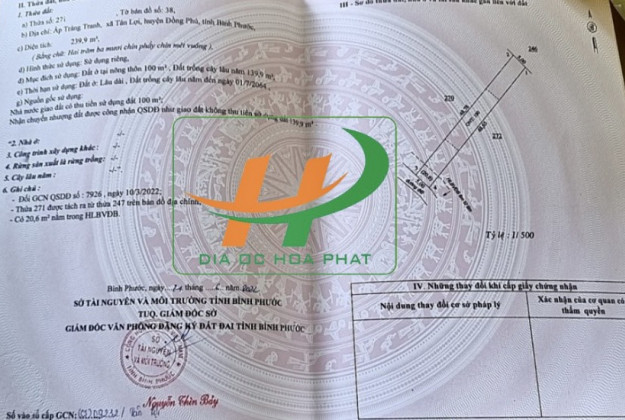 1. Thửa đất:
a) Thửa số: 271, Tờ bản đồ số: 38,
b) Địa chỉ: Ấp Trảng Tranh, xã Tân Lợi, huyện Đồng Phú, tỉnh Bình Phước.
c) Diện tích: 239,9 m².
(Bằng chữ: Hai trăm ba mươi chín phẩy chín mét vuông).
d) Hình thức sử dụng: Sử dụng riêng,
đ) Mục đích sử dụng: Đất ở tại nông thôn 100 m², Đất trồng cây lâu năm 139,9 m².
e) Thời hạn sử dụng: Đất ở: Lâu dài, Đất trồng cây lâu năm đến ngày 01/7/2064,
g) Nguồn gốc sử dụng:
Nhà nước giao đất có thu tiền sử dụng đất 100 m²;
Nhận chuyển nhượng đất được công nhận QSDĐ như giao đất không thu tiền sử dụng đất 139,9 m².
2. Nhà ở: -/-
3. Công trình xây dựng khác: -/-
4. Rừng sản xuất là rừng trồng: -/-
5. Cây lâu năm: -/-
6. Ghi chú:
- Đổi GCN QSDĐ số: 7926, ngày 10/3/2022;
- Thửa 271 được tách ra từ thửa 247 trên bản đồ địa chính.
- Có 20,6 m² nằm trong HLBVĐB.
ĐỊA ỐC HÒA PHÁT
Bình Phước, ngày
SỞ TÀI NGUYÊN VÀ MÔI TRƯỜNG TỈNH BÌNH PHƯỚC
TUQ. GIÁM ĐỐC SỞ
GIÁM ĐỐC VĂN PHÒNG ĐĂNG KÝ ĐẤT ĐAI TỈNH BÌNH PHƯỚC
SỞ
TÀI NGUYÊN
VÀ MÔI TRƯỜNG
Nguyễn Chín Bảy
Số vào sổ cấp GCN:
286
270
272
Tỷ lệ: 1/500
IV. Những thay đổi khi cấp giấy chứng nhận
Nội dung thay đổi cơ sở pháp lý
Xác nhận của cơ quan có thẩm quyền